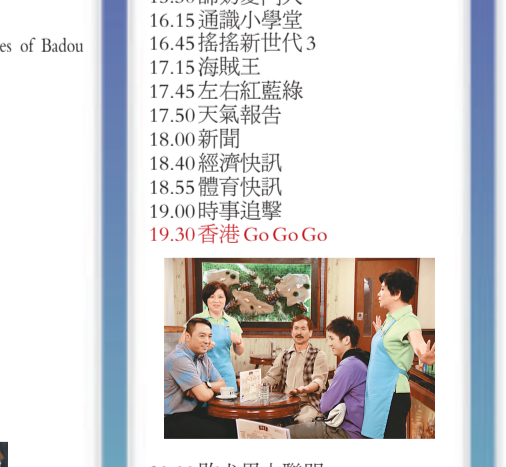 es of Badou
16.15 通識小學堂
16.45 搖搖新世代 3
17.15 海賊王
17.45 左右紅藍綠
17.50 天氣報告
18.00 新聞
18.40 經濟快訊
18.55 體育快訊
19.00 時事追擊
19.30 香港 Go Go Go